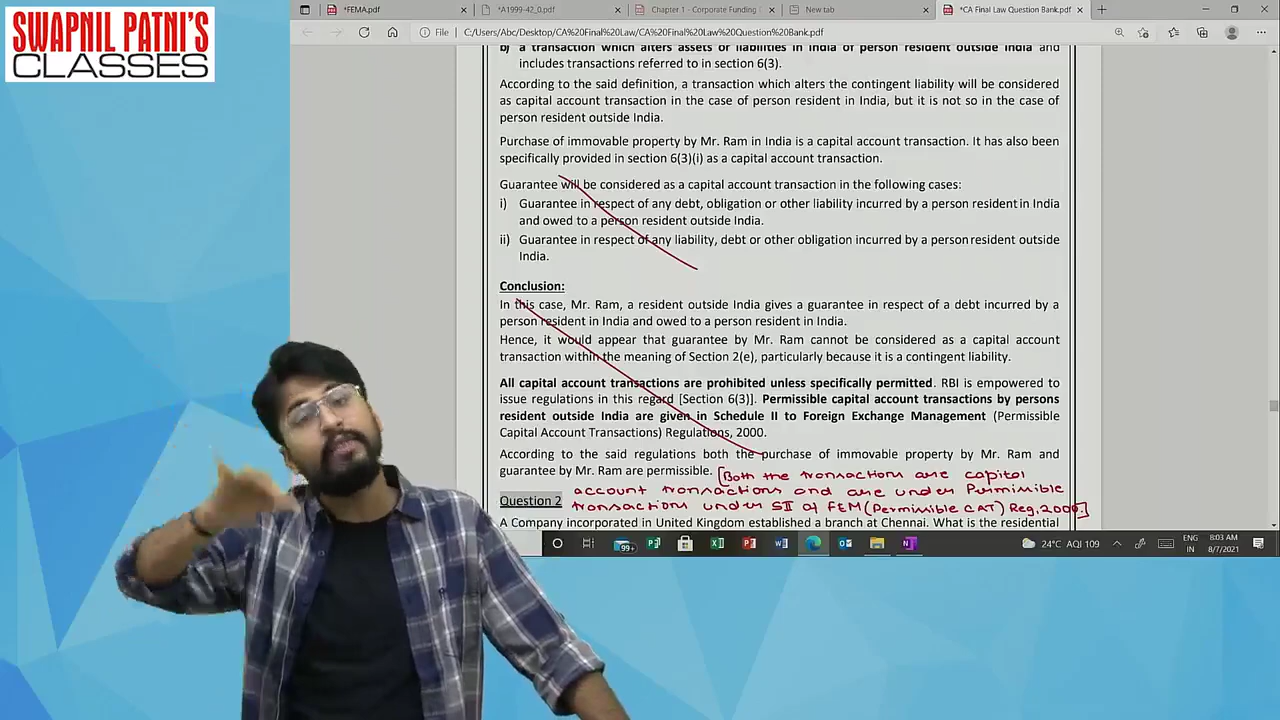 SWAPNIL PATNI'S
CLASSES
*FEMA.pdf
*A1999-42_0.pdf
Chapter 1 - Corporate Funding
New tab
*CA Final Law Question Bank.pdf
File
C:/Users/Abc/Desktop/CA%20Final%20Law/CA%20Final%20Law%20Question%20Bank.pdf
b) a transaction which alters assets or liabilities in India of person resident outside India and
includes transactions referred to in section 6(3).
According to the said definition, a transaction which alters the contingent liability will be considered
as capital account transaction in the case of person resident in India, but it is not so in the case of
person resident outside India.
Purchase of immovable property by Mr. Ram in India is a capital account transaction. It has also been
specifically provided in section 6(3)(i) as a capital account transaction.
Guarantee will be considered as a capital account transaction in the following cases:
i) Guarantee in respect of any debt, obligation or other liability incurred by a person resident in India
and owed to a person resident outside India.
ii) Guarantee in respect of any liability, debt or other obligation incurred by a person resident outside
India.
Conclusion:
In this case, Mr. Ram, a resident outside India gives a guarantee in respect of a debt incurred by a
person resident in India and owed to a person resident in India.
Hence, it would appear that guarantee by Mr. Ram cannot be considered as a capital account
transaction within the meaning of Section 2(e), particularly because it is a contingent liability.
All capital account transactions are prohibited unless specifically permitted. RBI is empowered to
issue regulations in this regard [Section 6(3)]. Permissible capital account transactions by persons
resident outside India are given in Schedule II to Foreign Exchange Management (Permissible
Capital Account Transactions) Regulations, 2000.
According to the said regulations both the purchase of immovable property by Mr. Ram and
guarantee by Mr. Ram are permissible. [Both the transactions are capital
account transactions and are under Permissible
transactions under SII of FEM (Permissible CAT) Reg, 2000.]
Question 2
A Company incorporated in United Kingdom established a branch at Chennai. What is the residential
99+
24°C AQI 109
ENG
IN
8:03 AM
8/7/2021